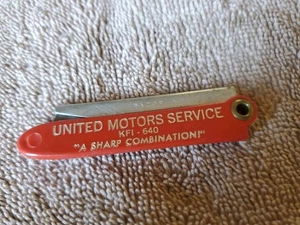 UNITED MOTORS SERVICE
KFI - 640
"A SHARP COMBINATION!"